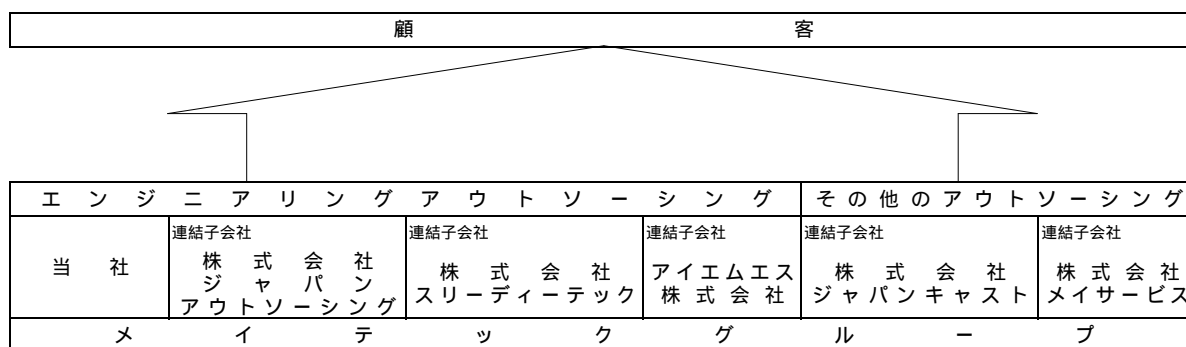 顧客
エンジニアリングアウトソーシング
その他のアウトソーシング
当社
連結子会社
株式会社
ジャパン
アウトソーシング
連結子会社
株式会社
スリーディーテック
連結子会社
アイエムエス
株式会社
連結子会社
株式会社
ジャパンキャスト
連結子会社
株式会社
メイサービス
メイテックグループ